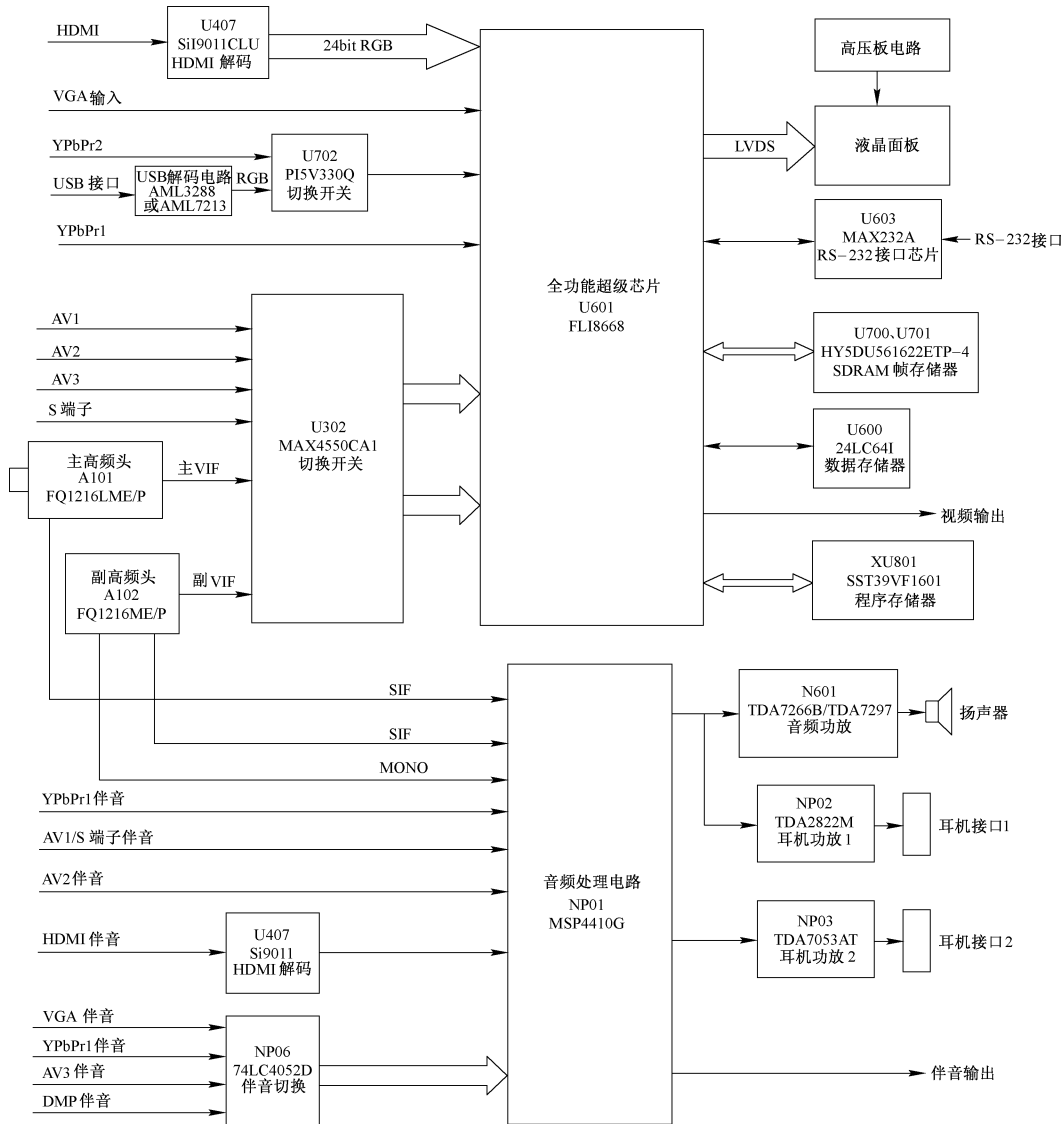 HDMI
U407
SiI9011CLU
HDMI 解码
24bit RGB
VGA 输入
YPbPr2
USB 接口
USB解码电路
AML3288
或AML7213
RGB
U702
PI5V330Q
切换开关
YPbPr1
全功能超级芯片
U601
FLI8668
高压板电路
LVDS
液晶面板
U603
MAX232A
RS-232接口芯片
RS-232接口
AV1
AV2
AV3
S 端子
U302
MAX4550CA1
切换开关
主高频头
A101
FQ1216LME/P
主VIF
副高频头
A102
FQ1216ME/P
副VIF
U700、U701
HY5DU561622ETP-4
SDRAM 帧存储器
U600
24LC64I
数据存储器
视频输出
XU801
SST39VF1601
程序存储器
SIF
SIF
MONO
YPbPr1伴音
AV1/S 端子伴音
AV2伴音
HDMI 伴音
U407
Si9011
HDMI 解码
VGA 伴音
YPbPr1伴音
AV3 伴音
DMP伴音
NP06
74LC4052D
伴音切换
音频处理电路
NP01
MSP4410G
N601
TDA7266B/TDA7297
音频功放
扬声器
NP02
TDA2822M
耳机功放 1
耳机接口1
NP03
TDA7053AT
耳机功放 2
耳机接口2
伴音输出